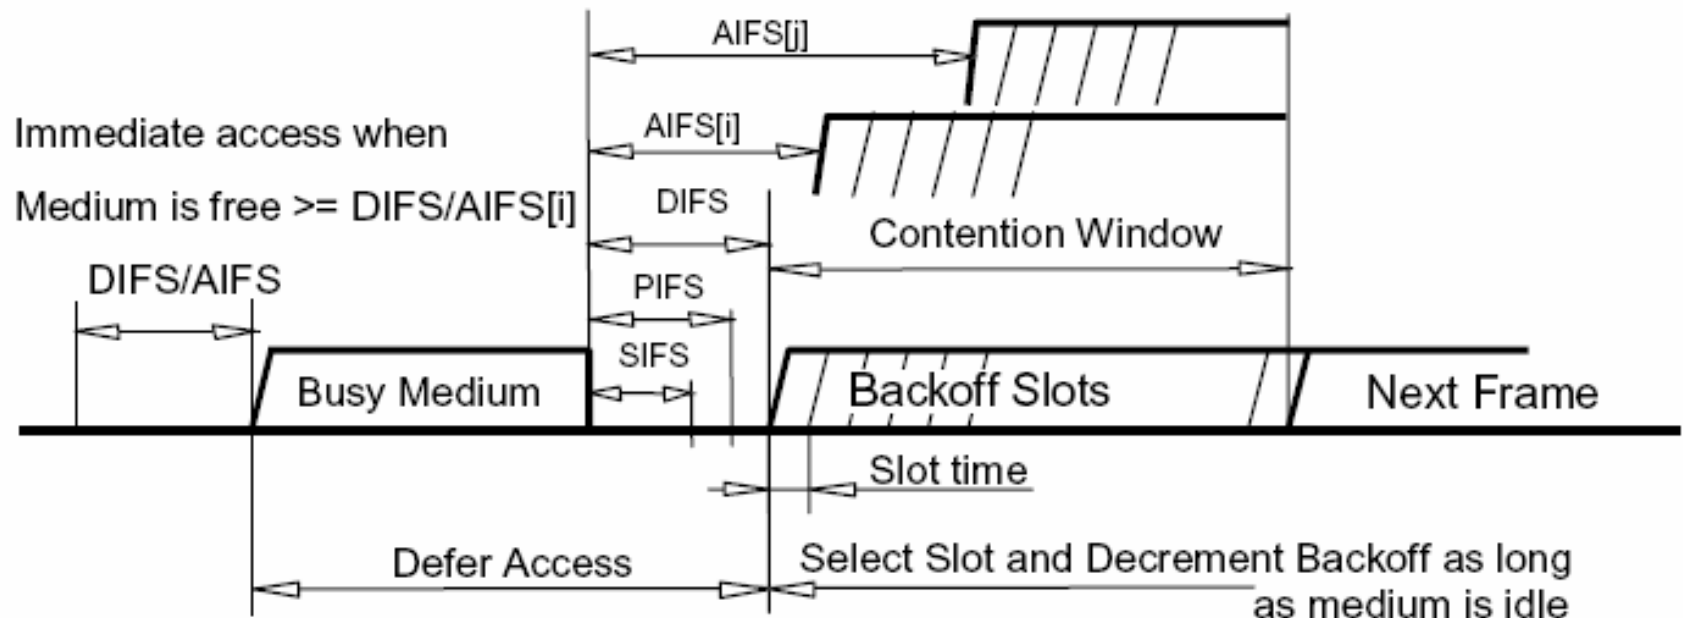 AIFS[j]
Immediate access when
AIFS[i]
Medium is free >= DIFS/AIFS[i]
DIFS
Contention Window
DIFS/AIFS
PIFS
SIFS
Busy Medium
Backoff Slots
Next Frame
Slot time
Defer Access
Select Slot and Decrement Backoff as long
as medium is idle